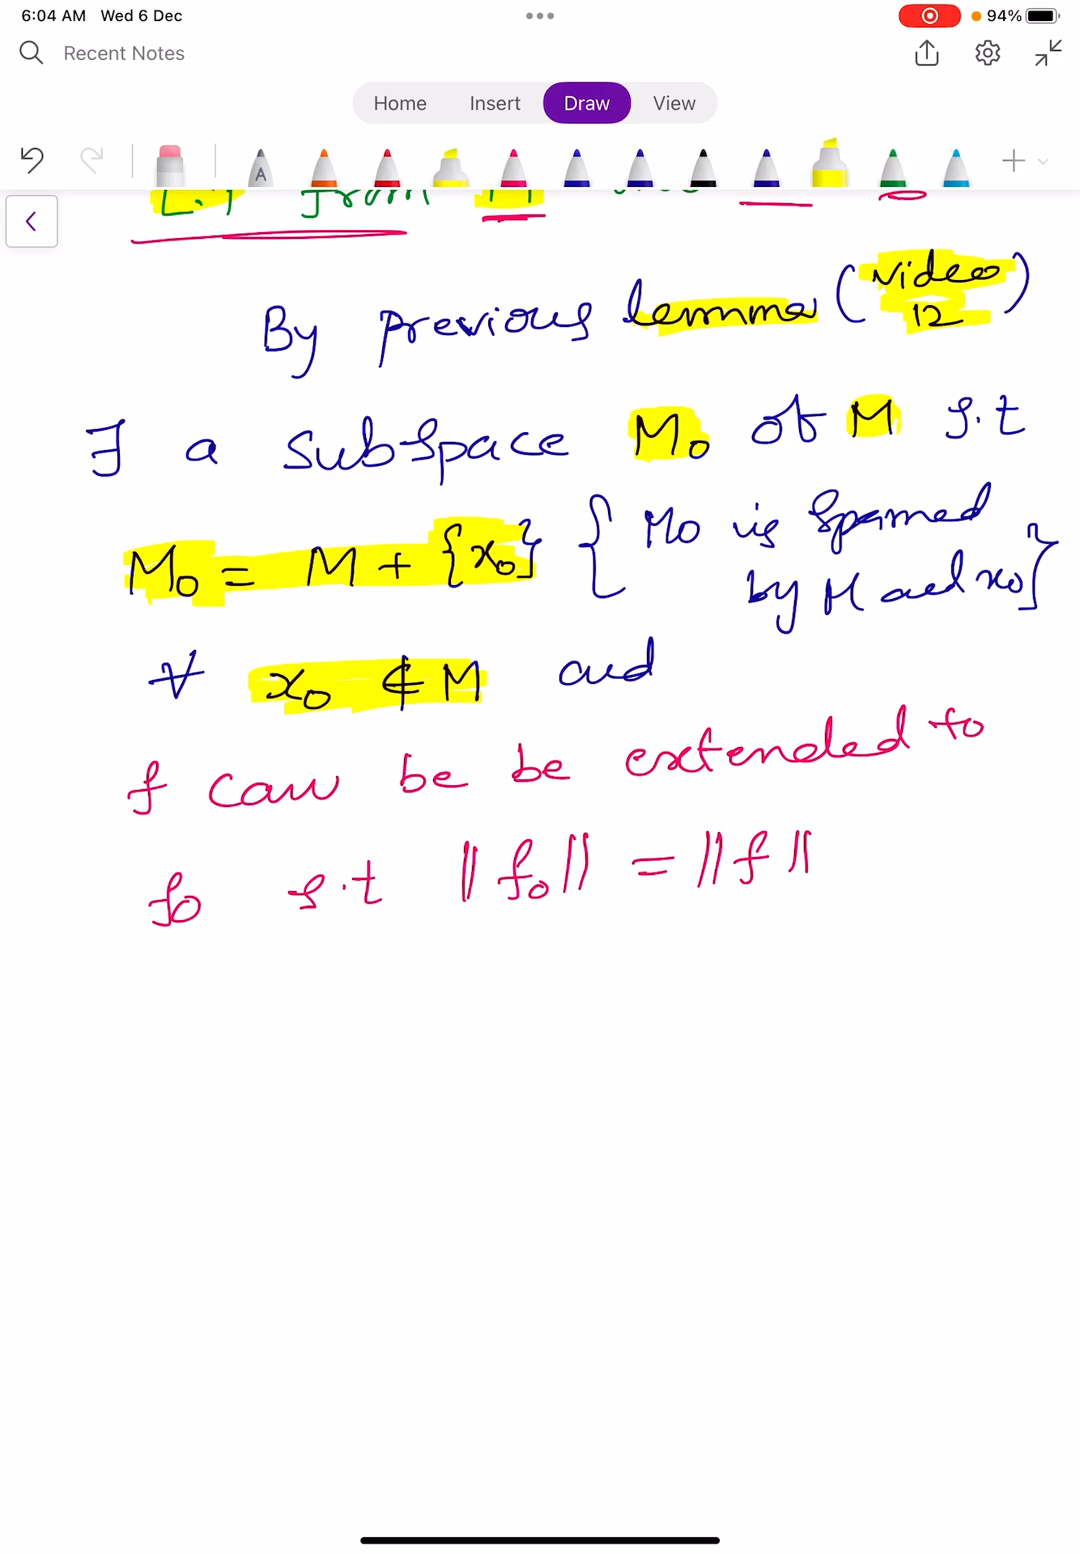 6:04 AM Wed 6 Dec
94%
Recent Notes
Home Insert Draw View
A
L.T from M
By previous lemma (Video 12)
∃ a subspace M₀ of M s.t
M₀ = M + {x₀} { M₀ is spanned
by M and x₀}
∀ x₀ ∉ M and
f can be be extended to
f₀ s.t ||f₀|| = ||f||